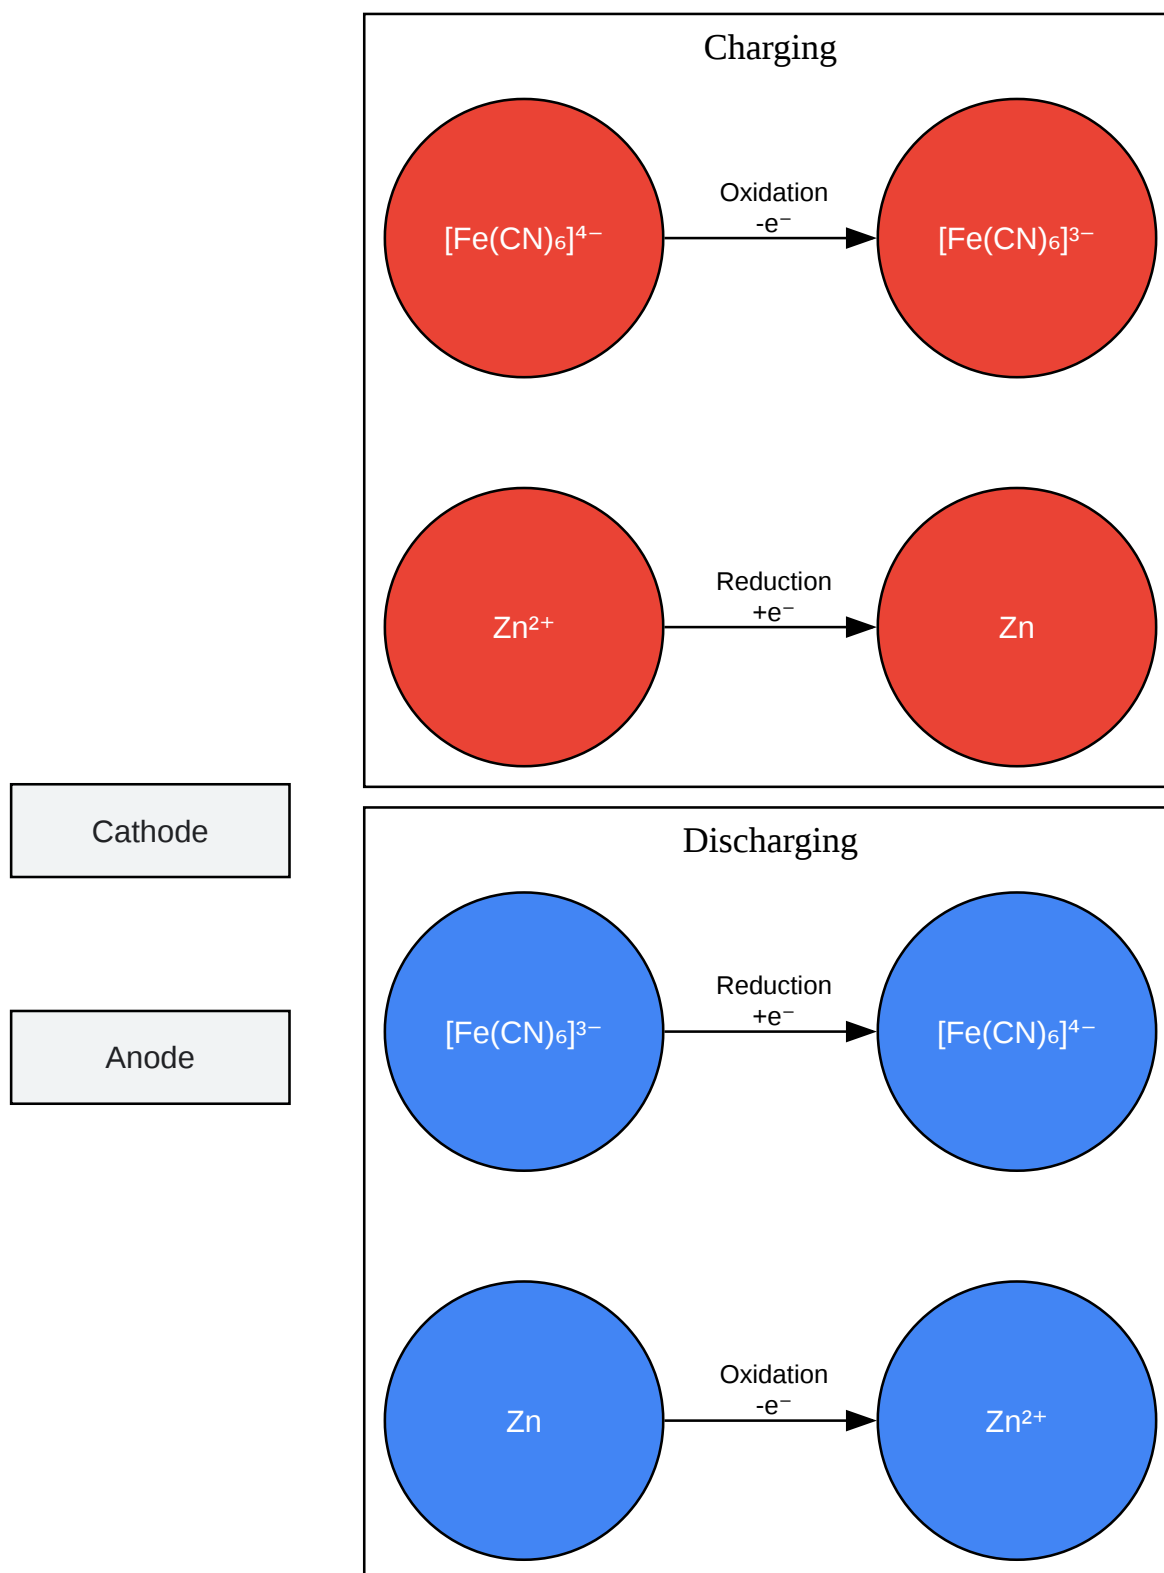 Charging
Oxidation
-e⁻
[Fe(CN)₆]⁴⁻
[Fe(CN)₆]³⁻
Reduction
+e⁻
Zn²⁺
Zn
Cathode
Anode
Discharging
Reduction
+e⁻
[Fe(CN)₆]³⁻
[Fe(CN)₆]⁴⁻
Oxidation
-e⁻
Zn
Zn²⁺